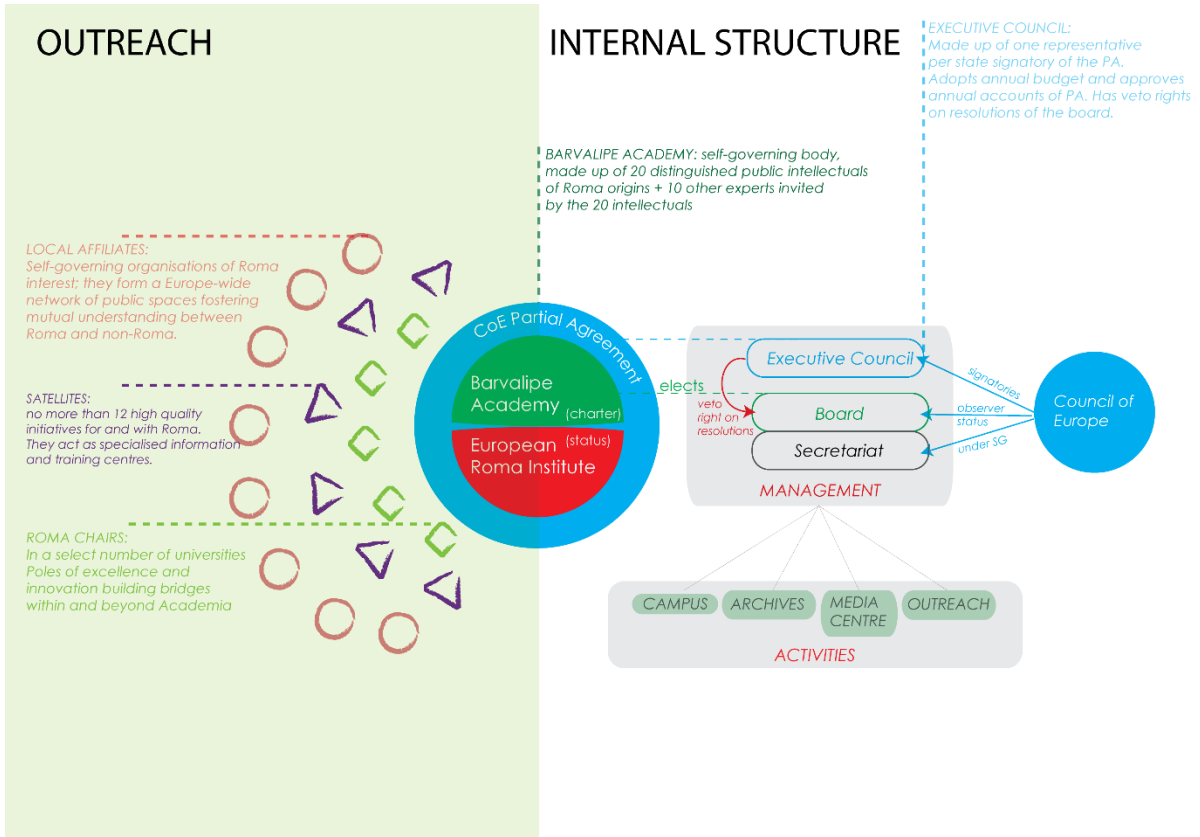 OUTREACH
INTERNAL STRUCTURE
EXECUTIVE COUNCIL:
Made up of one representative
per state signatory of the PA.
Adopts annual budget and approves
annual accounts of PA. Has veto rights
on resolutions of the board.
BARVALIPE ACADEMY: self-governing body,
made up of 20 distinguished public intellectuals
of Roma origins + 10 other experts invited
by the 20 intellectuals
LOCAL AFFILIATES:
Self-governing organisations of Roma
interest; they form a Europe-wide
network of public spaces fostering
mutual understanding between
Roma and non-Roma.
SATELLITES:
no more than 12 high quality
initiatives for and with Roma.
They act as specialised information
and training centres.
ROMA CHAIRS:
In a select number of universities
Poles of excellence and
innovation building bridges
within and beyond Academia
CoE Partial Agreement
Barvalipe
Academy (charter)
European (status)
Roma Institute
elects
Executive Council
veto
right on
resolutions
Board
Secretariat
MANAGEMENT
signatories
observer
status
under SG
Council of
Europe
CAMPUS
ARCHIVES
MEDIA
CENTRE
OUTREACH
ACTIVITIES